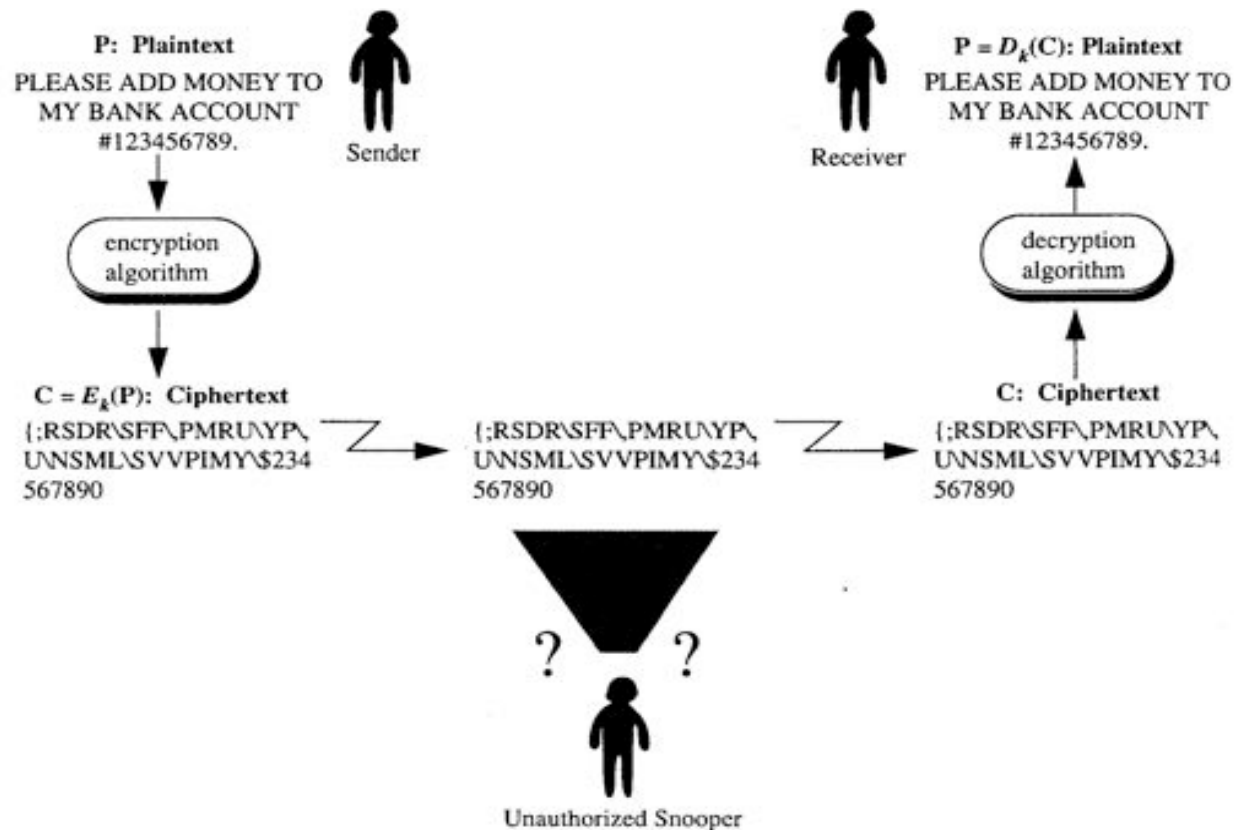 P: Plaintext
PLEASE ADD MONEY TO
MY BANK ACCOUNT
#123456789.
Sender
encryption
algorithm
C = Ek(P): Ciphertext
{;RSDR\SFF\,PMRU\YP\,
U\NSML\SVVPIMY\$234
567890
{;RSDR\SFF\,PMRU\YP\,
U\NSML\SVVPIMY\$234
567890
P = Dk(C): Plaintext
PLEASE ADD MONEY TO
MY BANK ACCOUNT
#123456789.
Receiver
decryption
algorithm
C: Ciphertext
{;RSDR\SFF\,PMRU\YP\,
U\NSML\SVVPIMY\$234
567890
? ?
Unauthorized Snooper